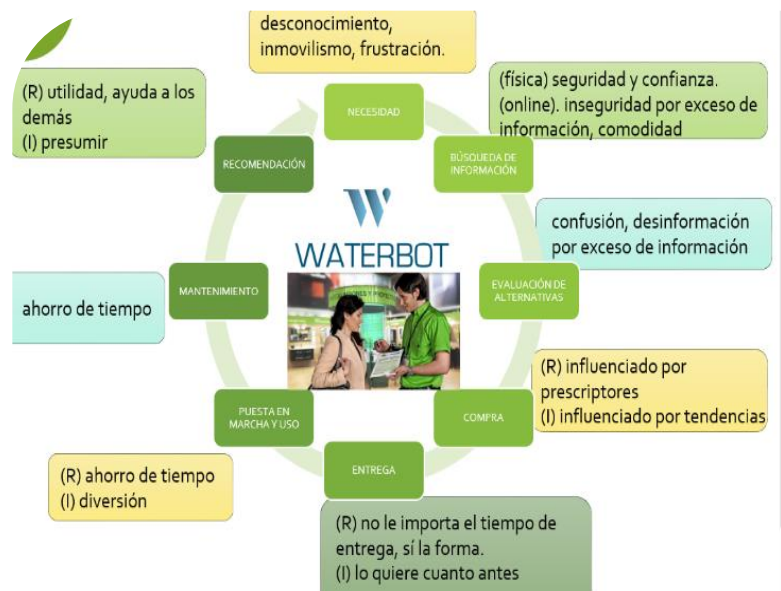 desconocimiento,
inmovilismo, frustración.
NECESIDAD
(física) seguridad y confianza.
(online). inseguridad por exceso de
información, comodidad
BÚSQUEDA DE
INFORMACIÓN
confusión, desinformación
por exceso de información
EVALUACIÓN DE
ALTERNATIVAS
(R) influenciado por
prescriptores
(I) influenciado por tendencias
COMPRA
ENTREGA
(R) no le importa el tiempo de
entrega, sí la forma.
(I) lo quiere cuanto antes
PUESTA EN
MARCHA Y USO
(R) ahorro de tiempo
(I) diversión
MANTENIMIENTO
ahorro de tiempo
RECOMENDACIÓN
(R) utilidad, ayuda a los
demás
(I) presumir
W
WATERBOT